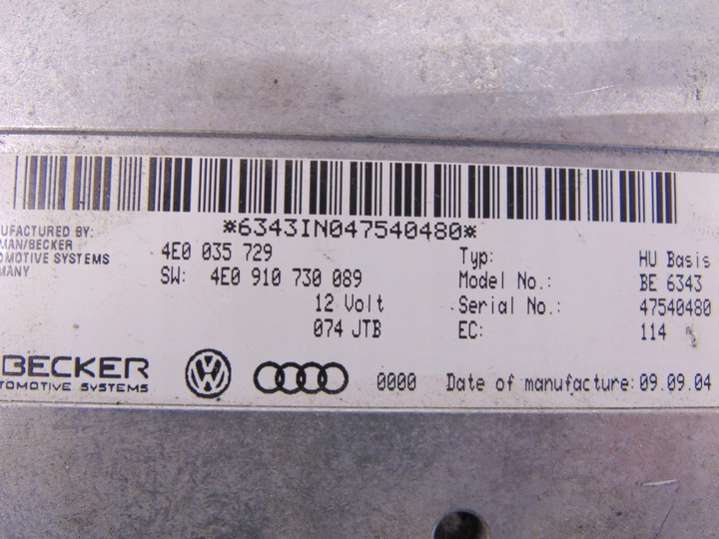 *6343IN047540480*
UFACTURED BY:
MAN/BECKER
OMOTIVE SYSTEMS
MANY
4E0 035 729
SW: 4E0 910 730 089
12 Volt
074 JTB
Typ: HU Basis
Model No.: BE 6343
Serial No.: 47540480
EC: 114
BECKER
TOMOTIVE SYSTEMS
VW
0000 Date of manufacture: 09.09.04